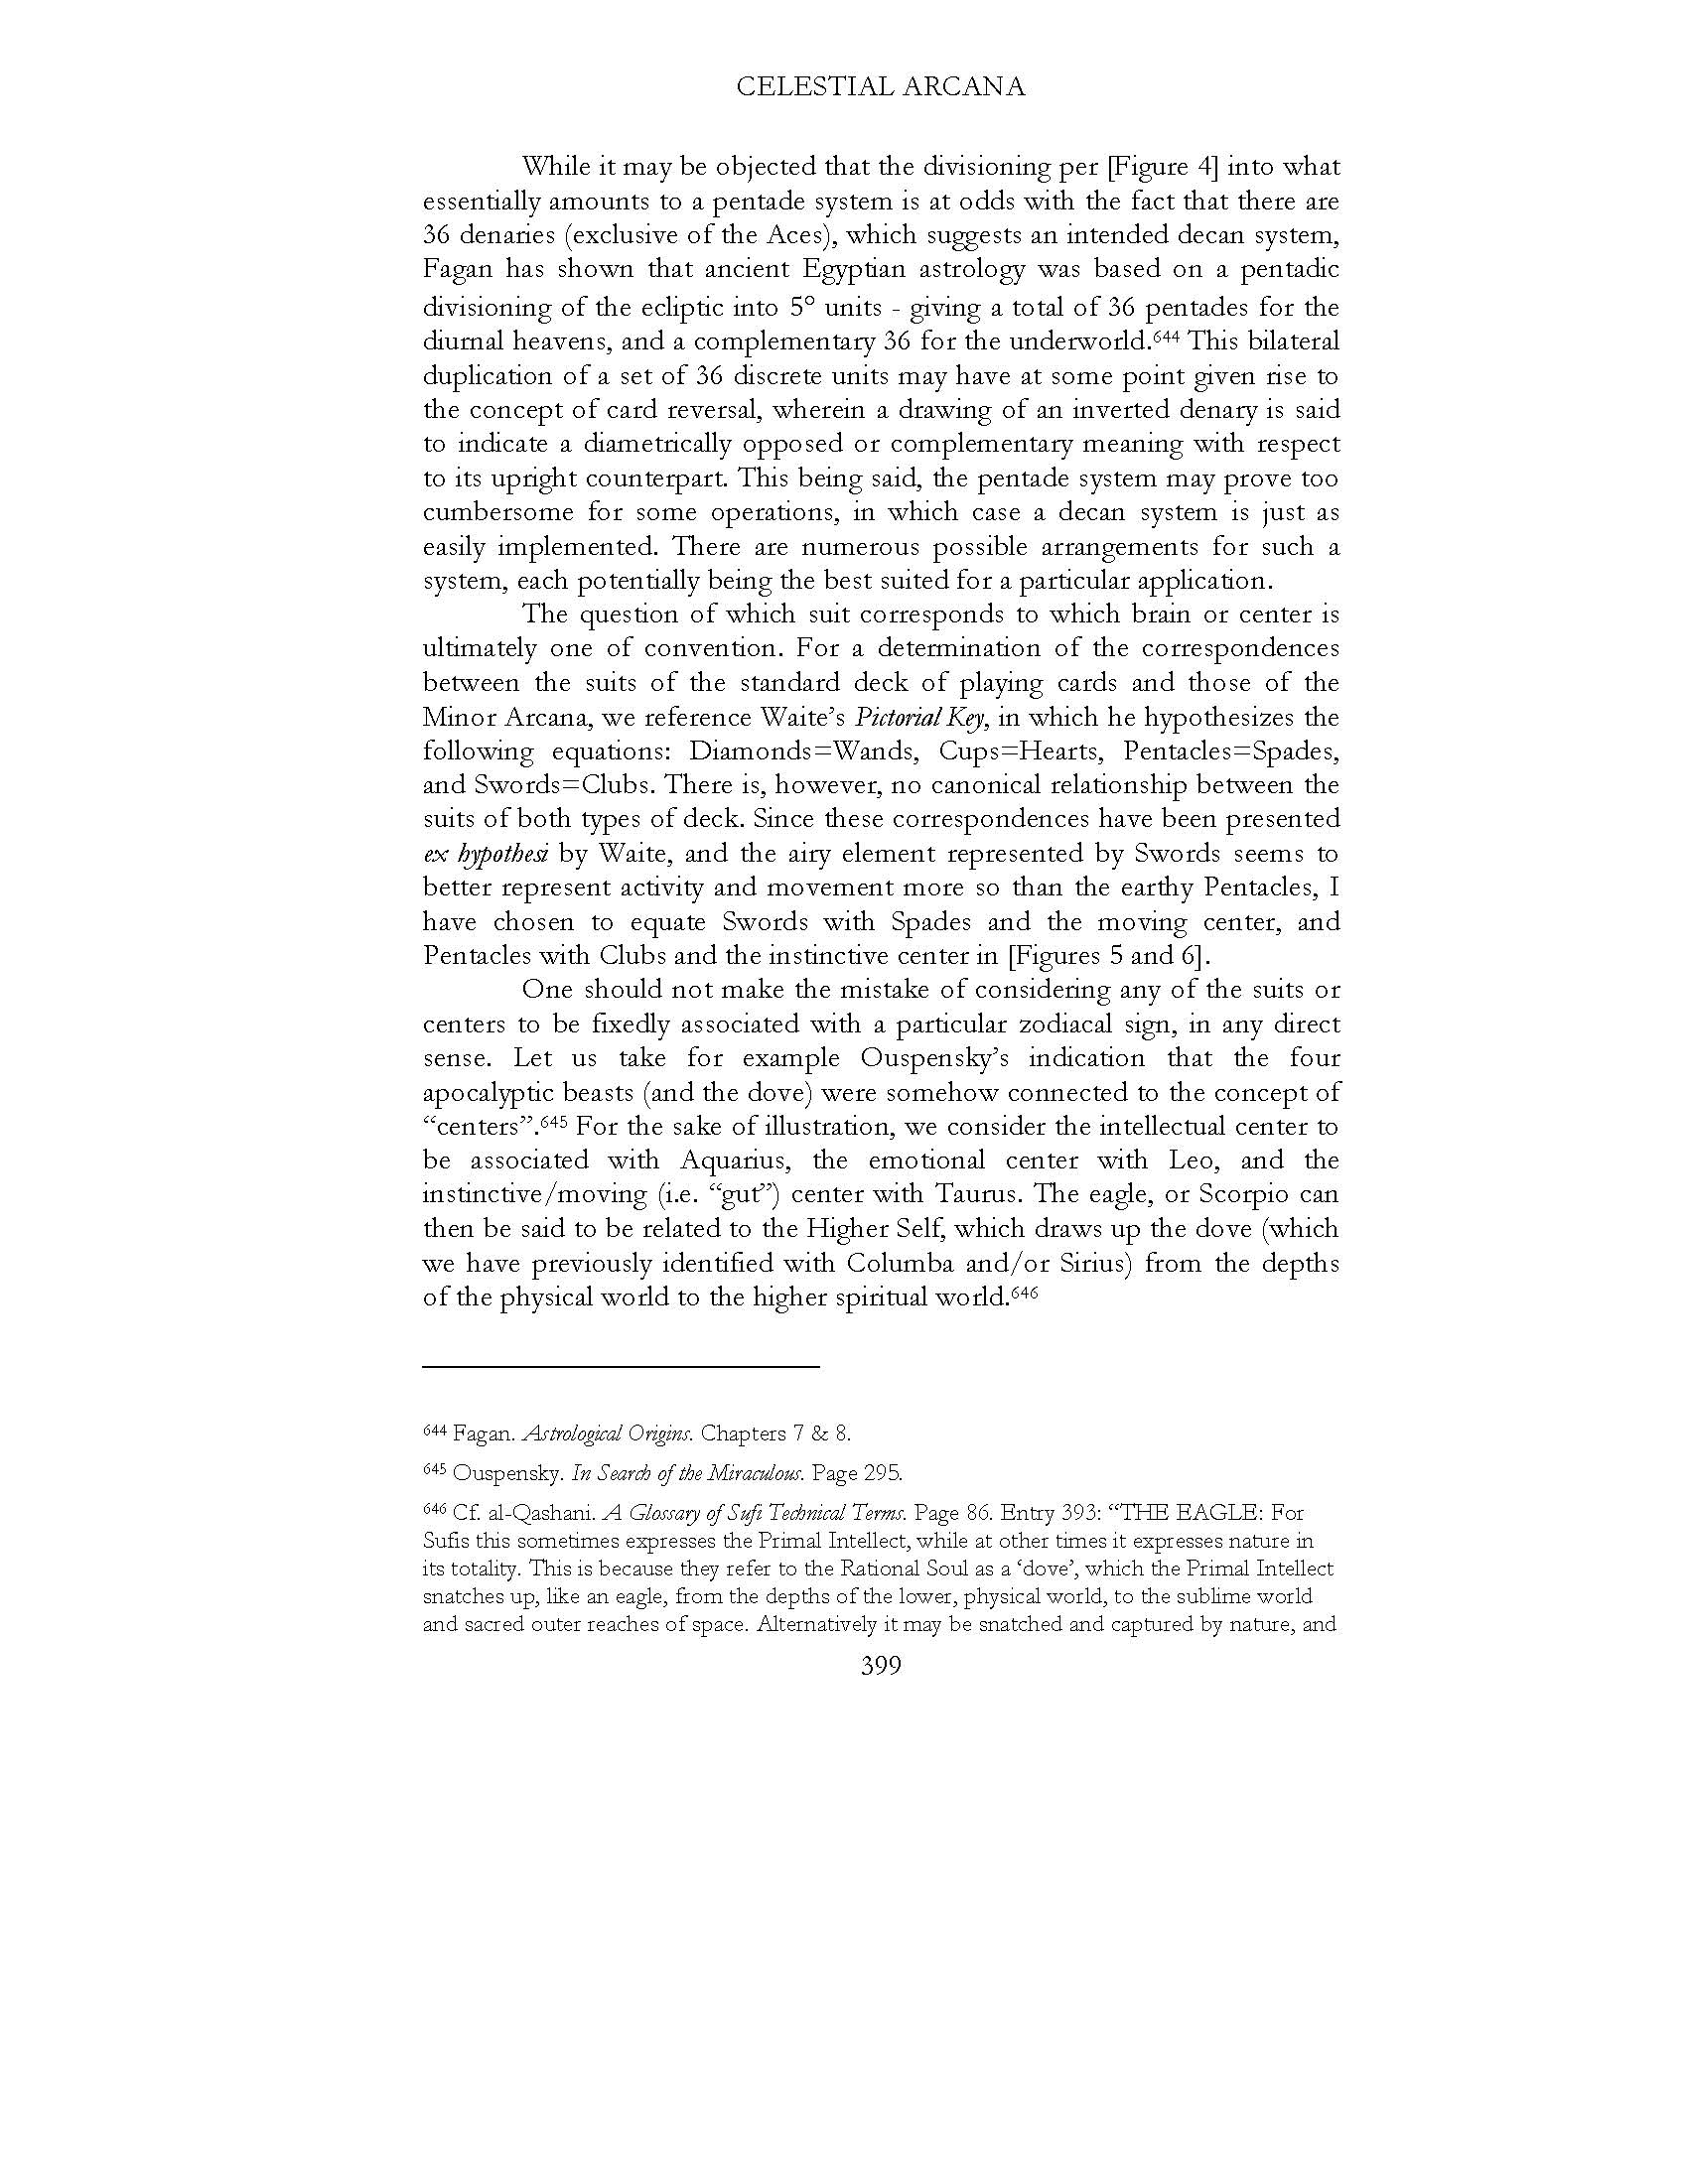 CELESTIAL ARCANA
While it may be objected that the divisioning per [Figure 4] into what
essentially amounts to a pentade system is at odds with the fact that there are
36 denaries (exclusive of the Aces), which suggests an intended decan system,
Fagan has shown that ancient Egyptian astrology was based on a pentadic
divisioning of the ecliptic into 5° units - giving a total of 36 pentades for the
diurnal heavens, and a complementary 36 for the underworld.⁶⁴⁴ This bilateral
duplication of a set of 36 discrete units may have at some point given rise to
the concept of card reversal, wherein a drawing of an inverted denary is said
to indicate a diametrically opposed or complementary meaning with respect
to its upright counterpart. This being said, the pentade system may prove too
cumbersome for some operations, in which case a decan system is just as
easily implemented. There are numerous possible arrangements for such a
system, each potentially being the best suited for a particular application.
The question of which suit corresponds to which brain or center is
ultimately one of convention. For a determination of the correspondences
between the suits of the standard deck of playing cards and those of the
Minor Arcana, we reference Waite’s Pictorial Key, in which he hypothesizes the
following equations: Diamonds=Wands, Cups=Hearts, Pentacles=Spades,
and Swords=Clubs. There is, however, no canonical relationship between the
suits of both types of deck. Since these correspondences have been presented
ex hypothesi by Waite, and the airy element represented by Swords seems to
better represent activity and movement more so than the earthy Pentacles, I
have chosen to equate Swords with Spades and the moving center, and
Pentacles with Clubs and the instinctive center in [Figures 5 and 6].
One should not make the mistake of considering any of the suits or
centers to be fixedly associated with a particular zodiacal sign, in any direct
sense. Let us take for example Ouspensky’s indication that the four
apocalyptic beasts (and the dove) were somehow connected to the concept of
“centers”.⁶⁴⁵ For the sake of illustration, we consider the intellectual center to
be associated with Aquarius, the emotional center with Leo, and the
instinctive/moving (i.e. “gut”) center with Taurus. The eagle, or Scorpio can
then be said to be related to the Higher Self, which draws up the dove (which
we have previously identified with Columba and/or Sirius) from the depths
of the physical world to the higher spiritual world.⁶⁴⁶
⁶⁴⁴ Fagan. Astrological Origins. Chapters 7 & 8.
⁶⁴⁵ Ouspensky. In Search of the Miraculous. Page 295.
⁶⁴⁶ Cf. al-Qashani. A Glossary of Sufi Technical Terms. Page 86. Entry 393: “THE EAGLE: For
Sufis this sometimes expresses the Primal Intellect, while at other times it expresses nature in
its totality. This is because they refer to the Rational Soul as a ‘dove’, which the Primal Intellect
snatches up, like an eagle, from the depths of the lower, physical world, to the sublime world
and sacred outer reaches of space. Alternatively it may be snatched and captured by nature, and
399